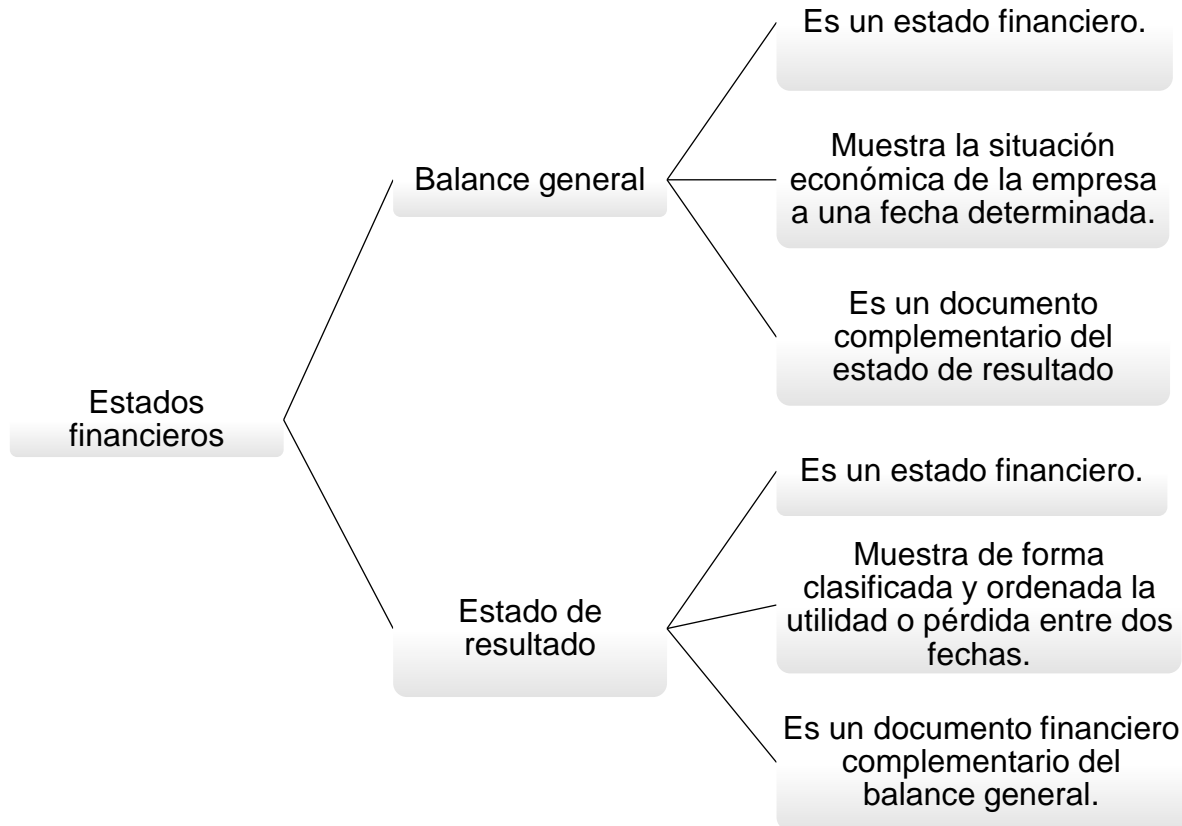 Estados
financieros
Balance general
Es un estado financiero.
Muestra la situación
económica de la empresa
a una fecha determinada.
Es un documento
complementario del
estado de resultado
Estado de
resultado
Es un estado financiero.
Muestra de forma
clasificada y ordenada la
utilidad o pérdida entre dos
fechas.
Es un documento financiero
complementario del
balance general.